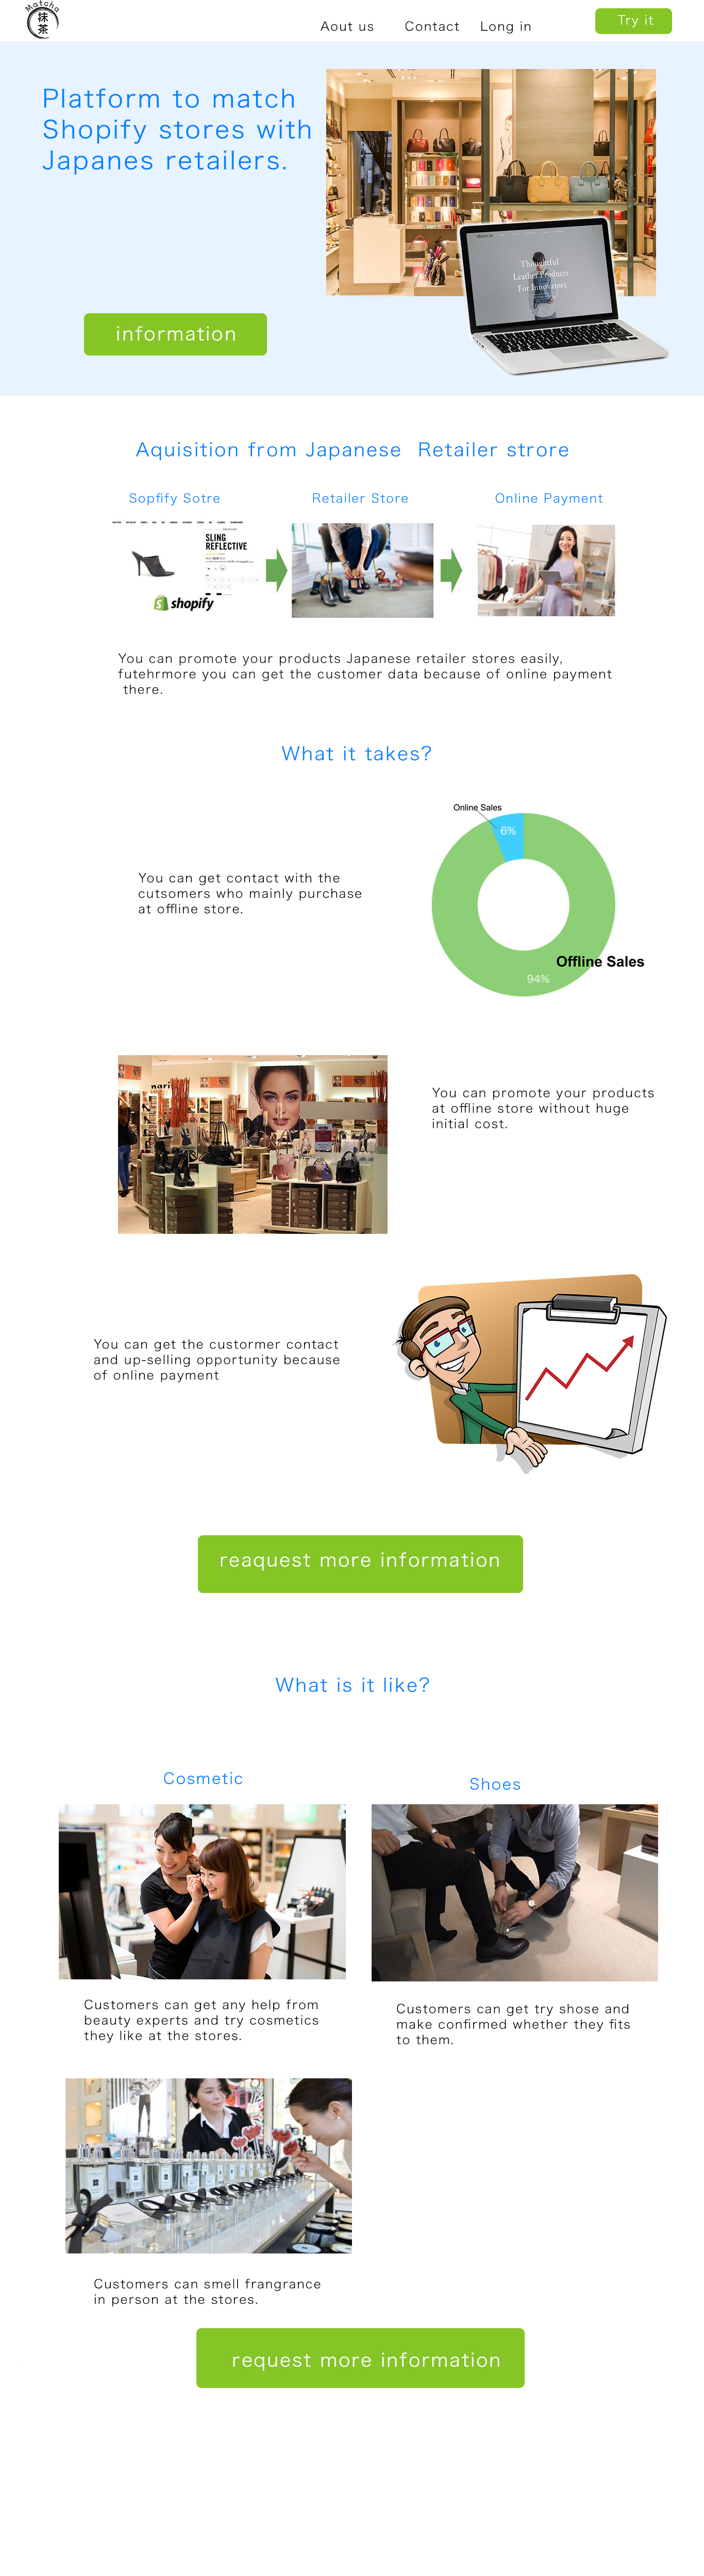 Matcha
抹
茶
Aout us
Contact
Long in
Try it
Platform to match
Shopify stores with
Japanes retailers.
Thoughtful
Leather Products
For Innovators
information
Aquisition from Japanese Retailer strore
Sopfify Sotre
Retailer Store
Online Payment
SLING
REFLECTIVE
shopify
You can promote your products Japanese retailer stores easily,
futehrmore you can get the customer data because of online payment
there.
What it takes?
Online Sales
6%
You can get contact with the
cutsomers who mainly purchase
at offline store.
Offline Sales
94%
nari
You can promote your products
at offline store without huge
initial cost.
You can get the custormer contact
and up-selling opportunity because
of online payment
reaquest more information
What is it like?
Cosmetic
Shoes
Customers can get any help from
beauty experts and try cosmetics
they like at the stores.
Customers can get try shose and
make confirmed whether they fits
to them.
Customers can smell frangrance
in person at the stores.
request more information